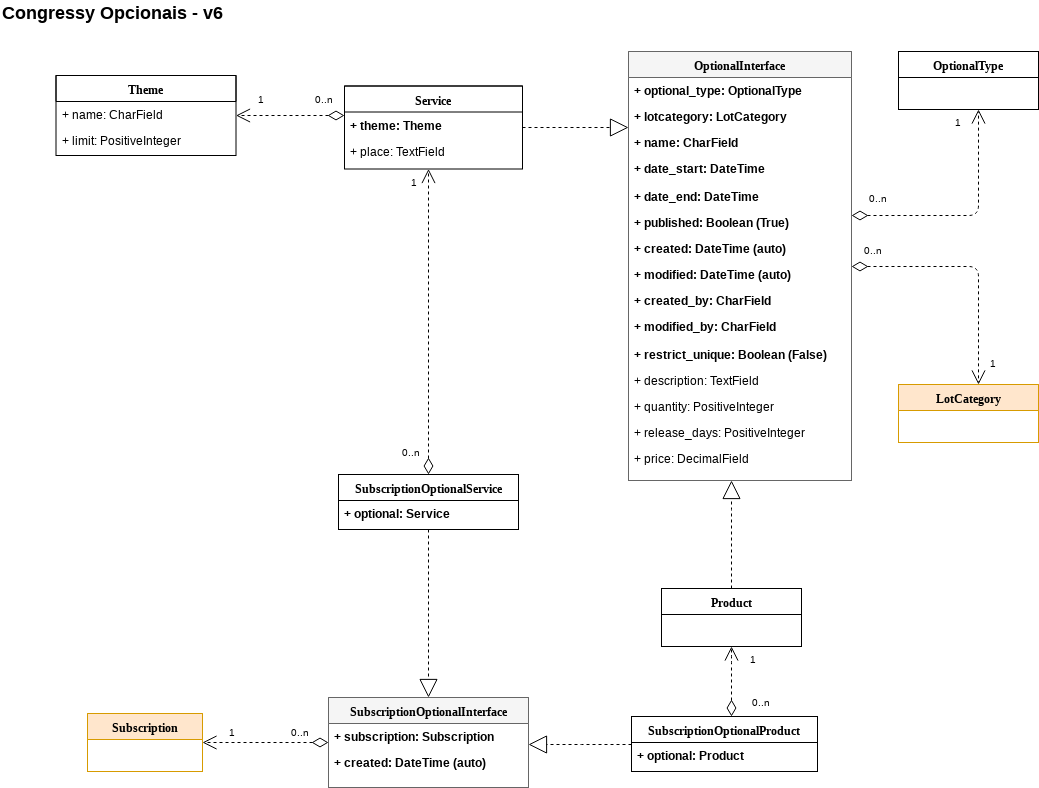 Congressy Opcionais - v6
Theme
+ name: CharField
+ limit: PositiveInteger
1
0..n
Service
+ theme: Theme
+ place: TextField
1
OptionalInterface
+ optional_type: OptionalType
+ lotcategory: LotCategory
+ name: CharField
+ date_start: DateTime
+ date_end: DateTime
+ published: Boolean (True)
+ created: DateTime (auto)
+ modified: DateTime (auto)
+ created_by: CharField
+ modified_by: CharField
+ restrict_unique: Boolean (False)
+ description: TextField
+ quantity: PositiveInteger
+ release_days: PositiveInteger
+ price: DecimalField
OptionalType
1
0..n
0..n
1
LotCategory
0..n
SubscriptionOptionalService
+ optional: Service
Product
1
0..n
SubscriptionOptionalProduct
+ optional: Product
SubscriptionOptionalInterface
+ subscription: Subscription
+ created: DateTime (auto)
0..n
1
Subscription